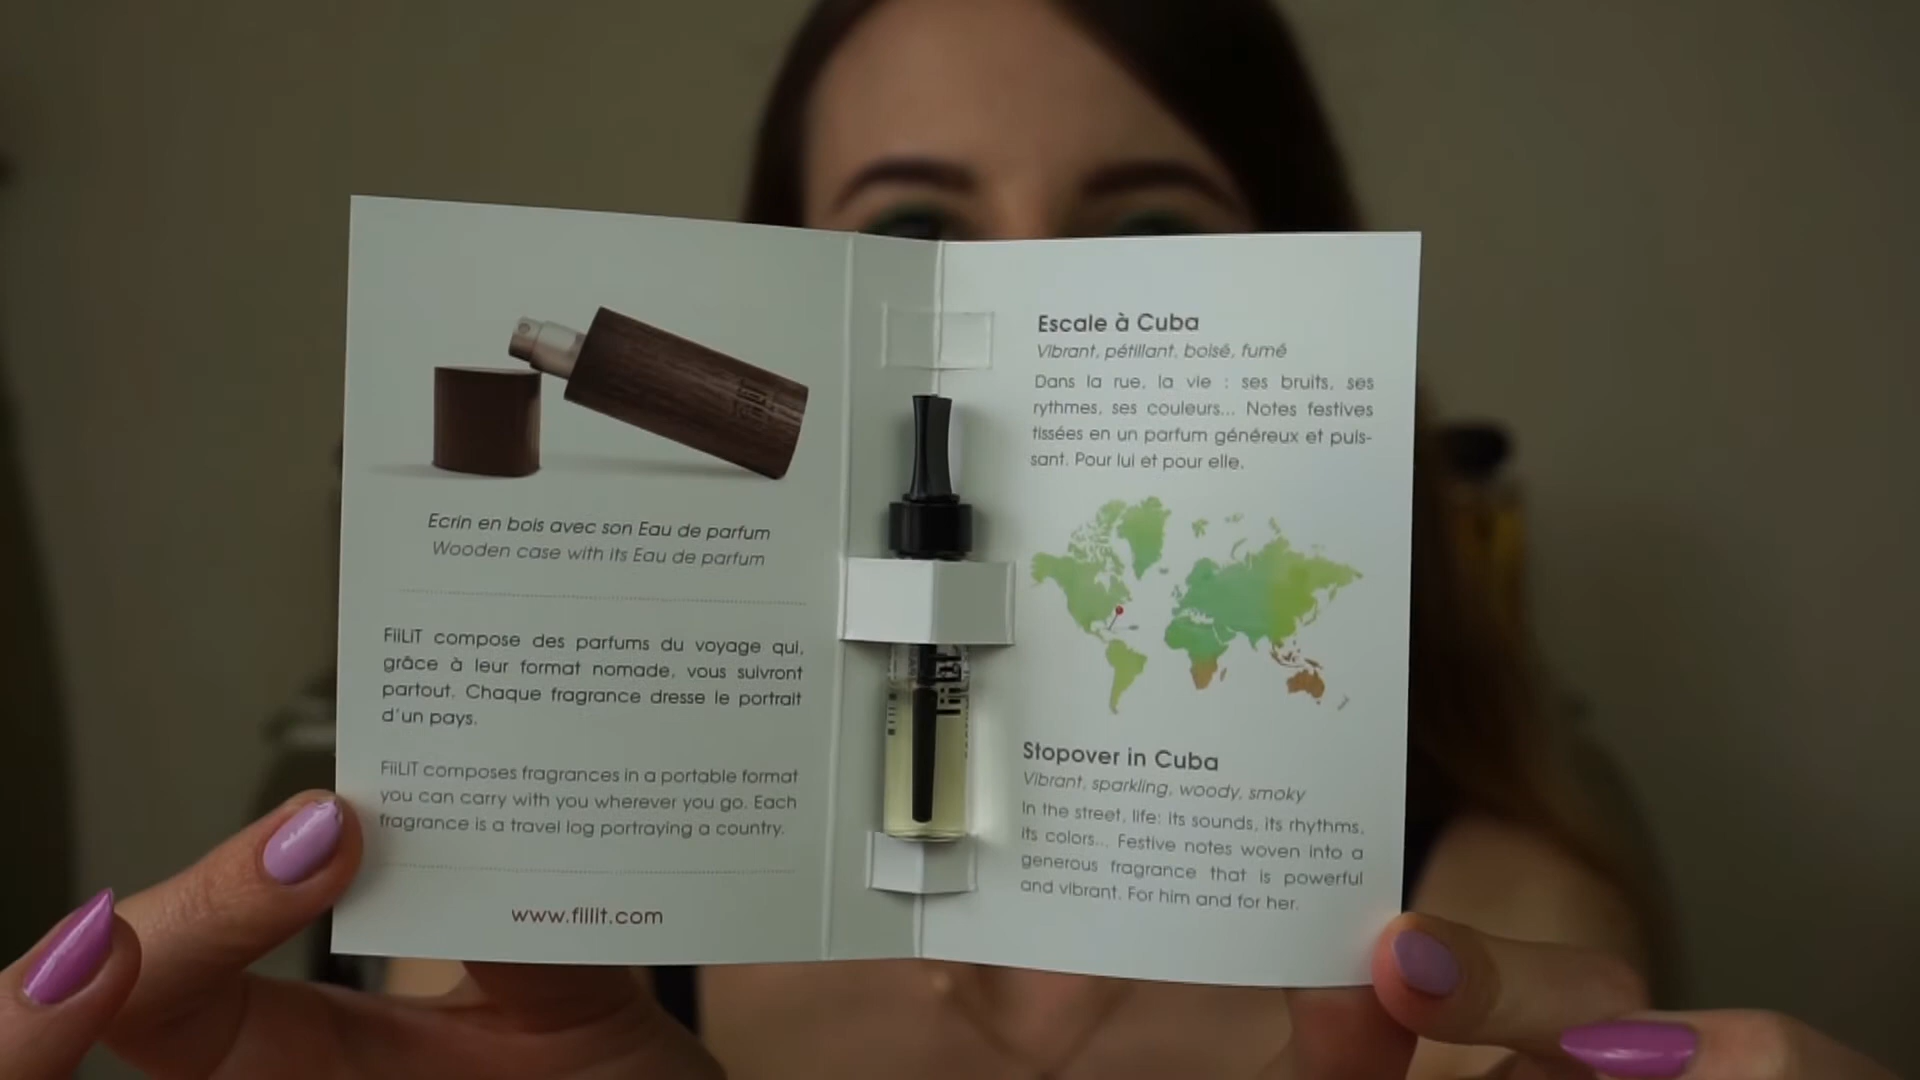 Ecrin en bois avec son Eau de parfum
Wooden case with its Eau de parfum
FiiLiT compose des parfums du voyage qui,
grâce à leur format nomade, vous suivront
partout. Chaque fragrance dresse le portrait
d'un pays.
FiiLiT composes fragrances in a portable format
you can carry with you wherever you go. Each
fragrance is a travel log portraying a country.
www.fiilit.com
fiilit
Escale à Cuba
Vibrant, pétillant, boisé, fumé
Dans la rue, la vie : ses bruits, ses
rythmes, ses couleurs... Notes festives
tissées en un parfum généreux et puis-
sant. Pour lui et pour elle.
Stopover in Cuba
Vibrant, sparkling, woody, smoky
In the street, life: its sounds, its rhythms,
its colors... Festive notes woven into a
generous fragrance that is powerful
and vibrant. For him and for her.